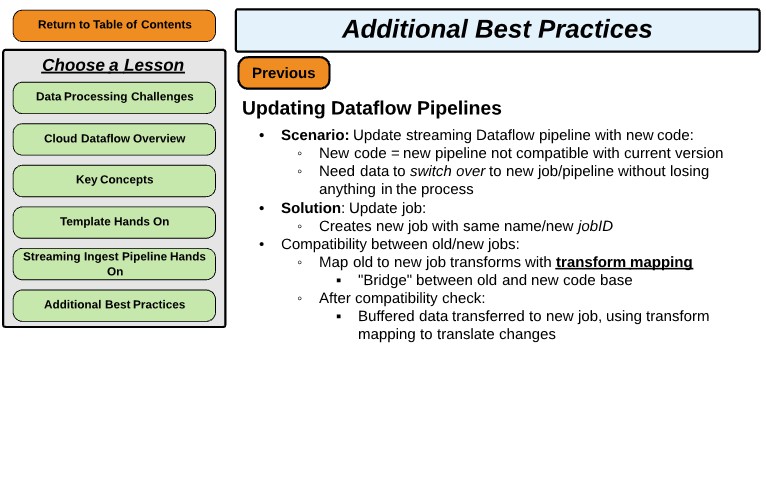 Return to Table of Contents
Choose a Lesson
Data Processing Challenges
Cloud Dataflow Overview
Key Concepts
Template Hands On
Streaming Ingest Pipeline Hands
On
Additional Best Practices
Additional Best Practices
Previous
Updating Dataflow Pipelines
• Scenario: Update streaming Dataflow pipeline with new code:
◦ New code = new pipeline not compatible with current version
◦ Need data to switch over to new job/pipeline without losing
anything in the process
• Solution: Update job:
◦ Creates new job with same name/new jobID
• Compatibility between old/new jobs:
◦ Map old to new job transforms with transform mapping
▪ "Bridge" between old and new code base
◦ After compatibility check:
▪ Buffered data transferred to new job, using transform
mapping to translate changes